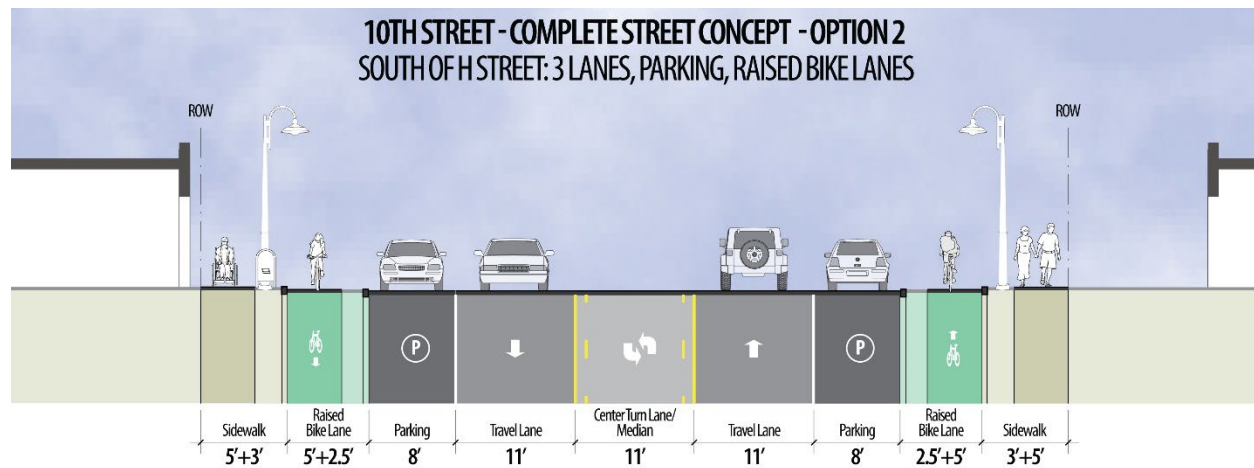 10TH STREET - COMPLETE STREET CONCEPT - OPTION 2
SOUTH OF H STREET: 3 LANES, PARKING, RAISED BIKE LANES
ROW
ROW
P
P
Sidewalk
Raised
Bike Lane
Parking
Travel Lane
Center Turn Lane/
Median
Travel Lane
Parking
Raised
Bike Lane
Sidewalk
5'+3'
5'+2.5'
8'
11'
11'
11'
8'
2.5'+5'
3'+5'